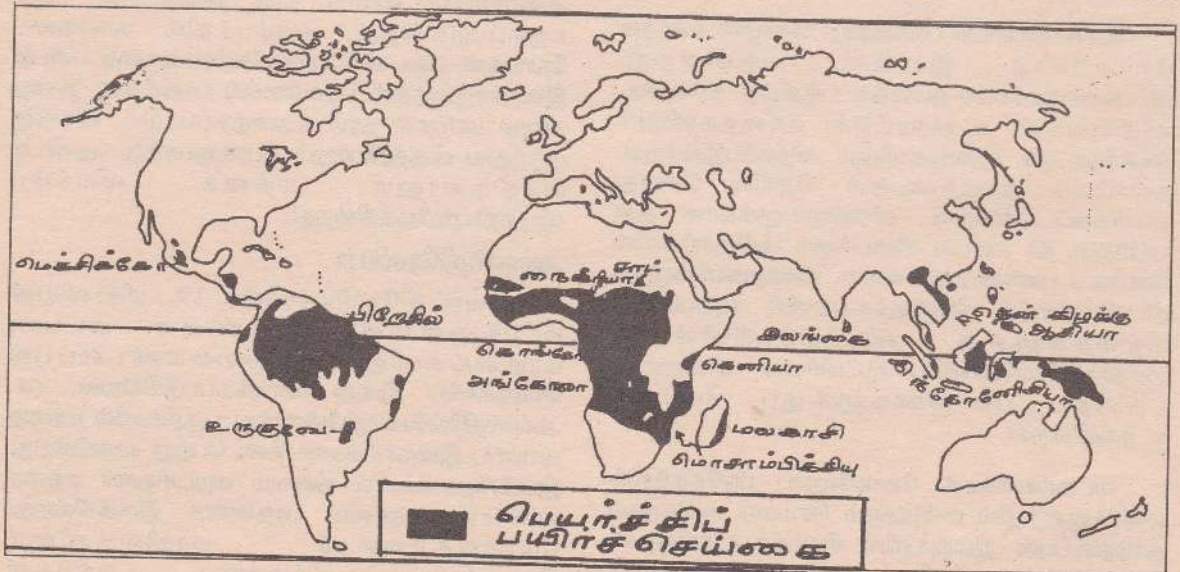 மெக்சிக்கோ
பிறேசில்
உருகுவே
நைகீரியா
சாட்
கொங்கோ
அங்கோலா
கெனியா
மலகாசி
மொசாம்பிக்கியு
இலங்கை
தென் கிழக்கு
ஆசியா
இந்தோனிசியா
பெயர்ச்சிப்
பயிர்ச் செய்கை